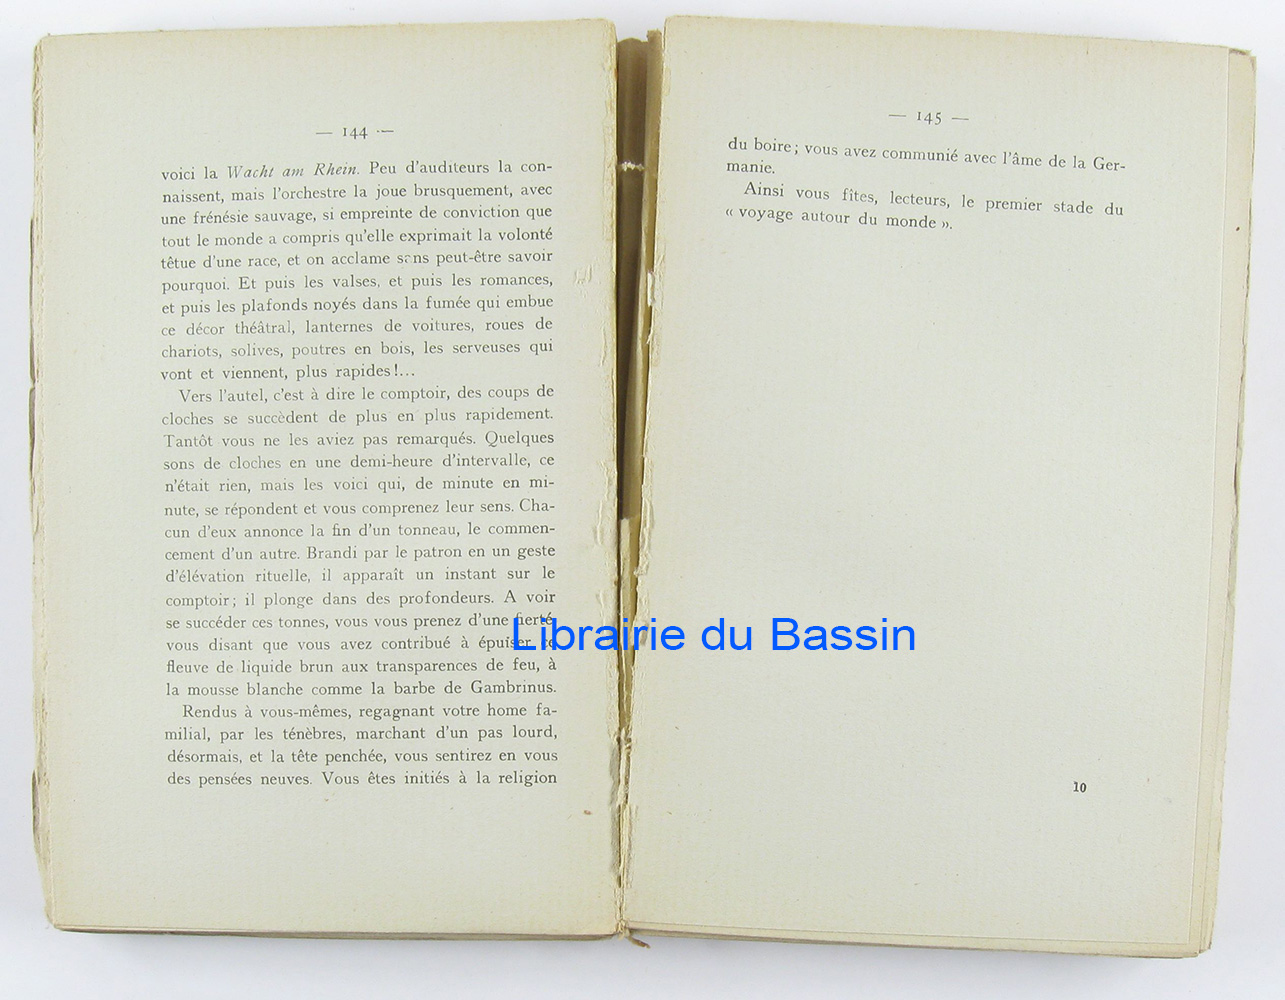 — 144 —
voici la Wacht am Rhein. Peu d'auditeurs la con-
naissent, mais l'orchestre la joue brusquement, avec
une frénésie sauvage, si empreinte de conviction que
tout le monde a compris qu'elle exprimait la volonté
têtue d'une race, et on acclame sans peut-être savoir
pourquoi. Et puis les valses, et puis les romances,
et puis les plafonds noyés dans la fumée qui embue
ce décor théâtral, lanternes de voitures, roues de
chariots, solives, poutres en bois, les serveuses qui
vont et viennent, plus rapides !...
Vers l'autel, c'est à dire le comptoir, des coups de
cloches se succèdent de plus en plus rapidement.
Tantôt vous ne les aviez pas remarqués. Quelques
sons de cloches en une demi-heure d'intervalle, ce
n'était rien, mais les voici qui, de minute en mi-
nute, se répondent et vous comprenez leur sens. Cha-
cun d'eux annonce la fin d'un tonneau, le commen-
cement d'un autre. Brandi par le patron en un geste
d'élévation rituelle, il apparaît un instant sur le
comptoir ; il plonge dans des profondeurs. A voir
se succéder ces tonnes, vous vous prenez d'une fierté,
vous disant que vous avez contribué à épuiser ce
fleuve de liquide brun aux transparences de feu, à
la mousse blanche comme la barbe de Gambrinus.
Rendus à vous-mêmes, regagnant votre home fa-
milial, par les ténèbres, marchant d'un pas lourd,
désormais, et la tête penchée, vous sentirez en vous
des pensées neuves. Vous êtes initiés à la religion
— 145 —
du boire ; vous avez communié avec l'âme de la Ger-
manie.
Ainsi vous fîtes, lecteurs, le premier stade du
« voyage autour du monde ».
10
Librairie du Bassin